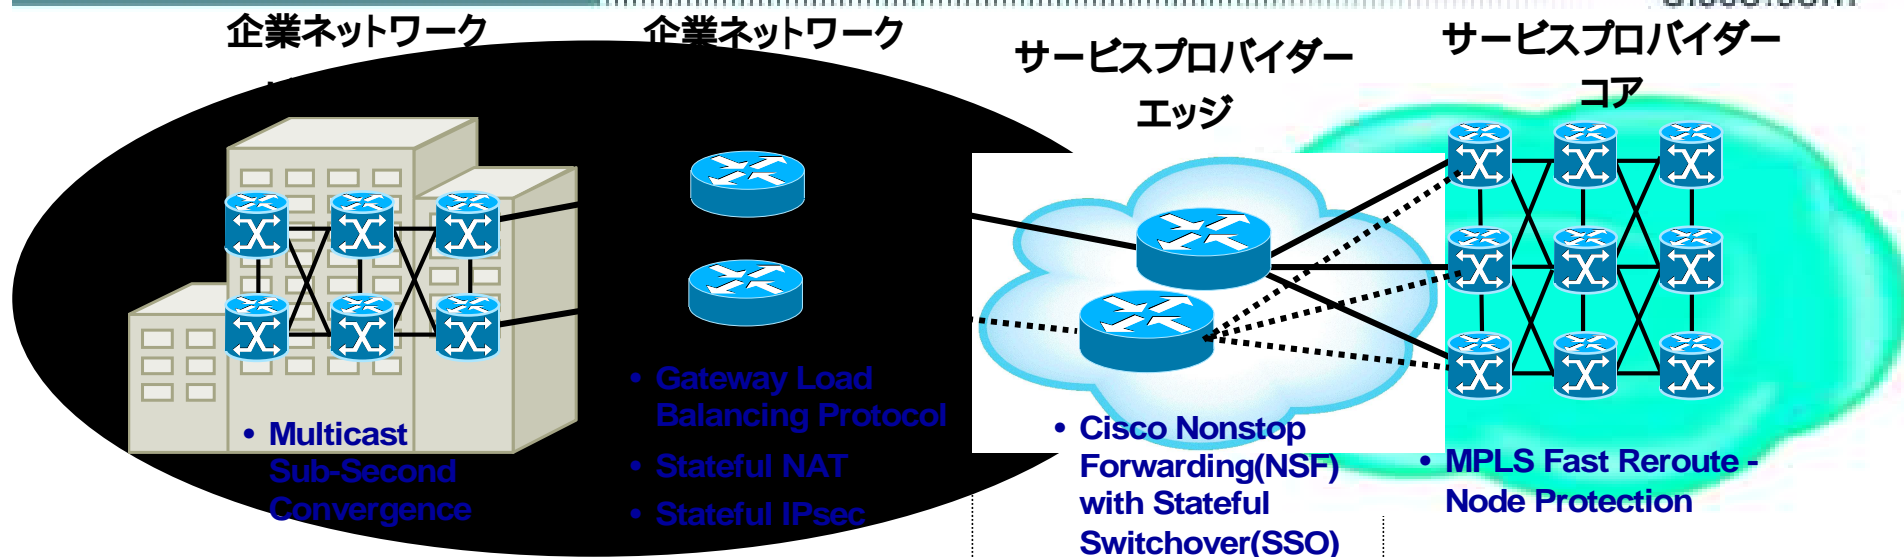 企業ネットワーク
企業ネットワーク
サービスプロバイダー
エッジ
サービスプロバイダー
コア
• Multicast
Sub-Second
Convergence
• Gateway Load
Balancing Protocol
• Stateful NAT
• Stateful IPsec
• Cisco Nonstop
Forwarding(NSF)
with Stateful
Switchover(SSO)
• MPLS Fast Reroute -
Node Protection